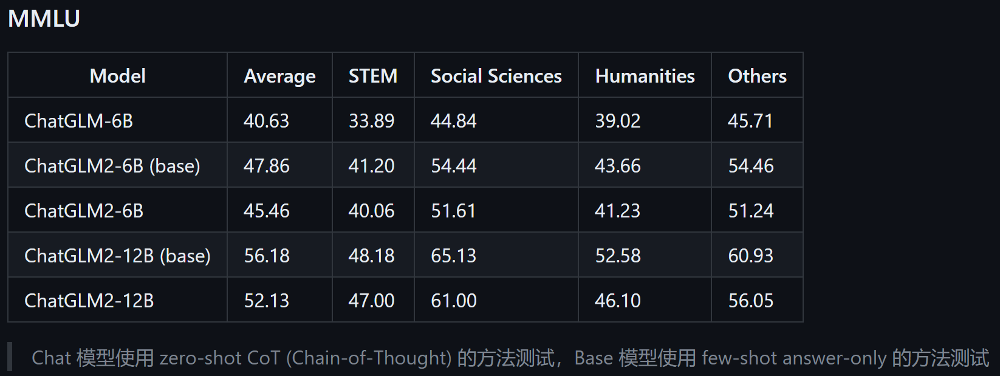 MMLU
Model Average STEM Social Sciences Humanities Others
ChatGLM-6B 40.63 33.89 44.84 39.02 45.71
ChatGLM2-6B (base) 47.86 41.20 54.44 43.66 54.46
ChatGLM2-6B 45.46 40.06 51.61 41.23 51.24
ChatGLM2-12B (base) 56.18 48.18 65.13 52.58 60.93
ChatGLM2-12B 52.13 47.00 61.00 46.10 56.05
Chat 模型使用 zero-shot CoT (Chain-of-Thought) 的方法测试，Base 模型使用 few-shot answer-only 的方法测试